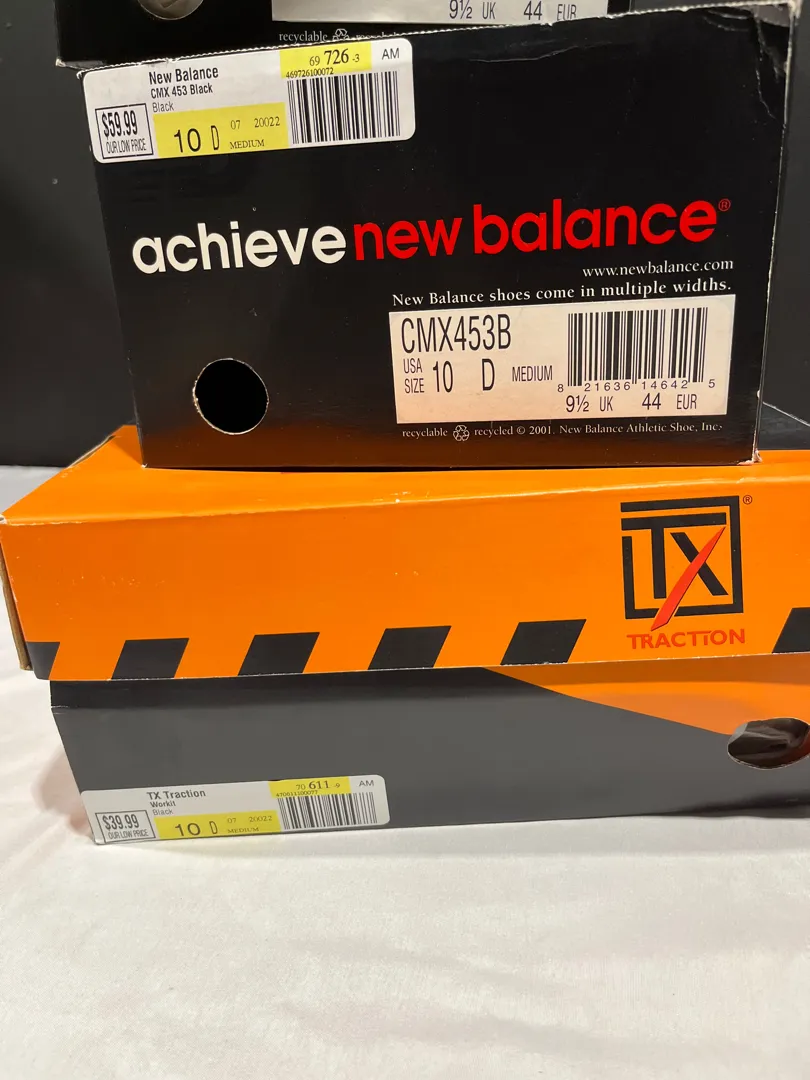 9½ UK 44 EUR
recyclable
New Balance
CMX 453 Black
Black
$59.99
OUR LOW PRICE
10 D 07 20022
MEDIUM
69 726 -3 AM
469726100072
achieve new balance®
www.newbalance.com
New Balance shoes come in multiple widths.
CMX453B
USA
SIZE 10 D MEDIUM
8 21636 14642 5
9½ UK 44 EUR
recyclable recycled © 2001. New Balance Athletic Shoe, Inc.
TX®
TRACTION
TX Traction
Workit
Black
$39.99
OUR LOW PRICE
10 D 07 20022
MEDIUM
70 611 -9 AM
470611100077